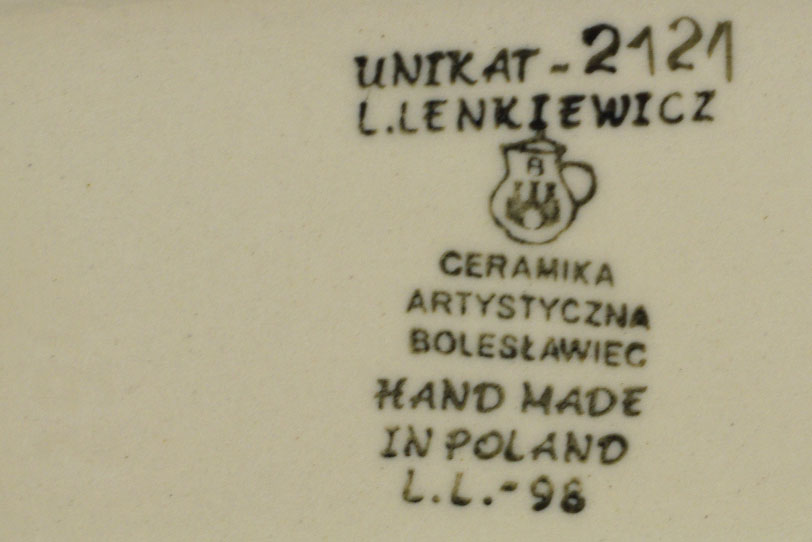 UNIKAT - 2121
L. LENKIEWICZ
B
CERAMIKA
ARTYSTYCZNA
BOLESŁAWIEC
HAND MADE
IN POLAND
L.L.-98